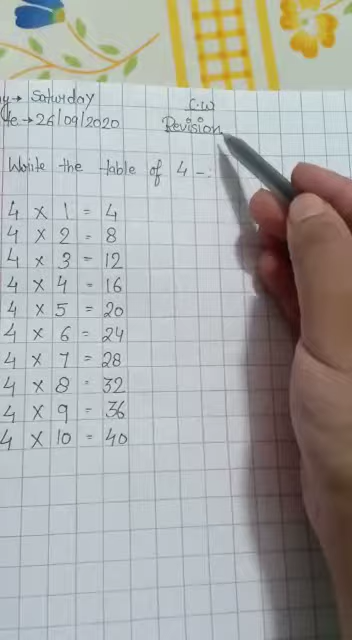 y→ Saturday
C.W
te → 26/09/2020
Revision
Write the table of 4 -:
4 × 1 = 4
4 × 2 = 8
4 × 3 = 12
4 × 4 = 16
4 × 5 = 20
4 × 6 = 24
4 × 7 = 28
4 × 8 = 32
4 × 9 = 36
4 × 10 = 40